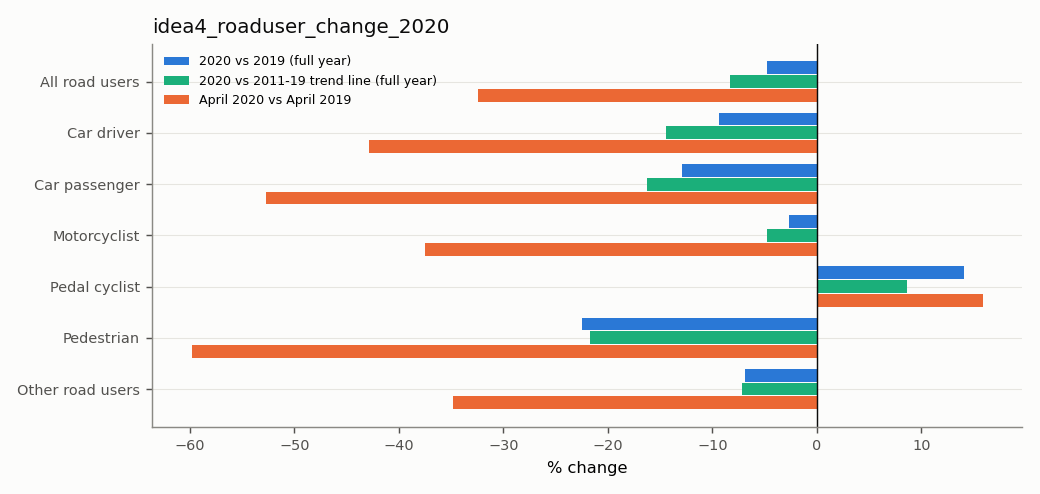 idea4_roaduser_change_2020
2020 vs 2019 (full year)
2020 vs 2011-19 trend line (full year)
April 2020 vs April 2019
All road users
Car driver
Car passenger
Motorcyclist
Pedal cyclist
Pedestrian
Other road users
−60 −50 −40 −30 −20 −10 0 10
% change